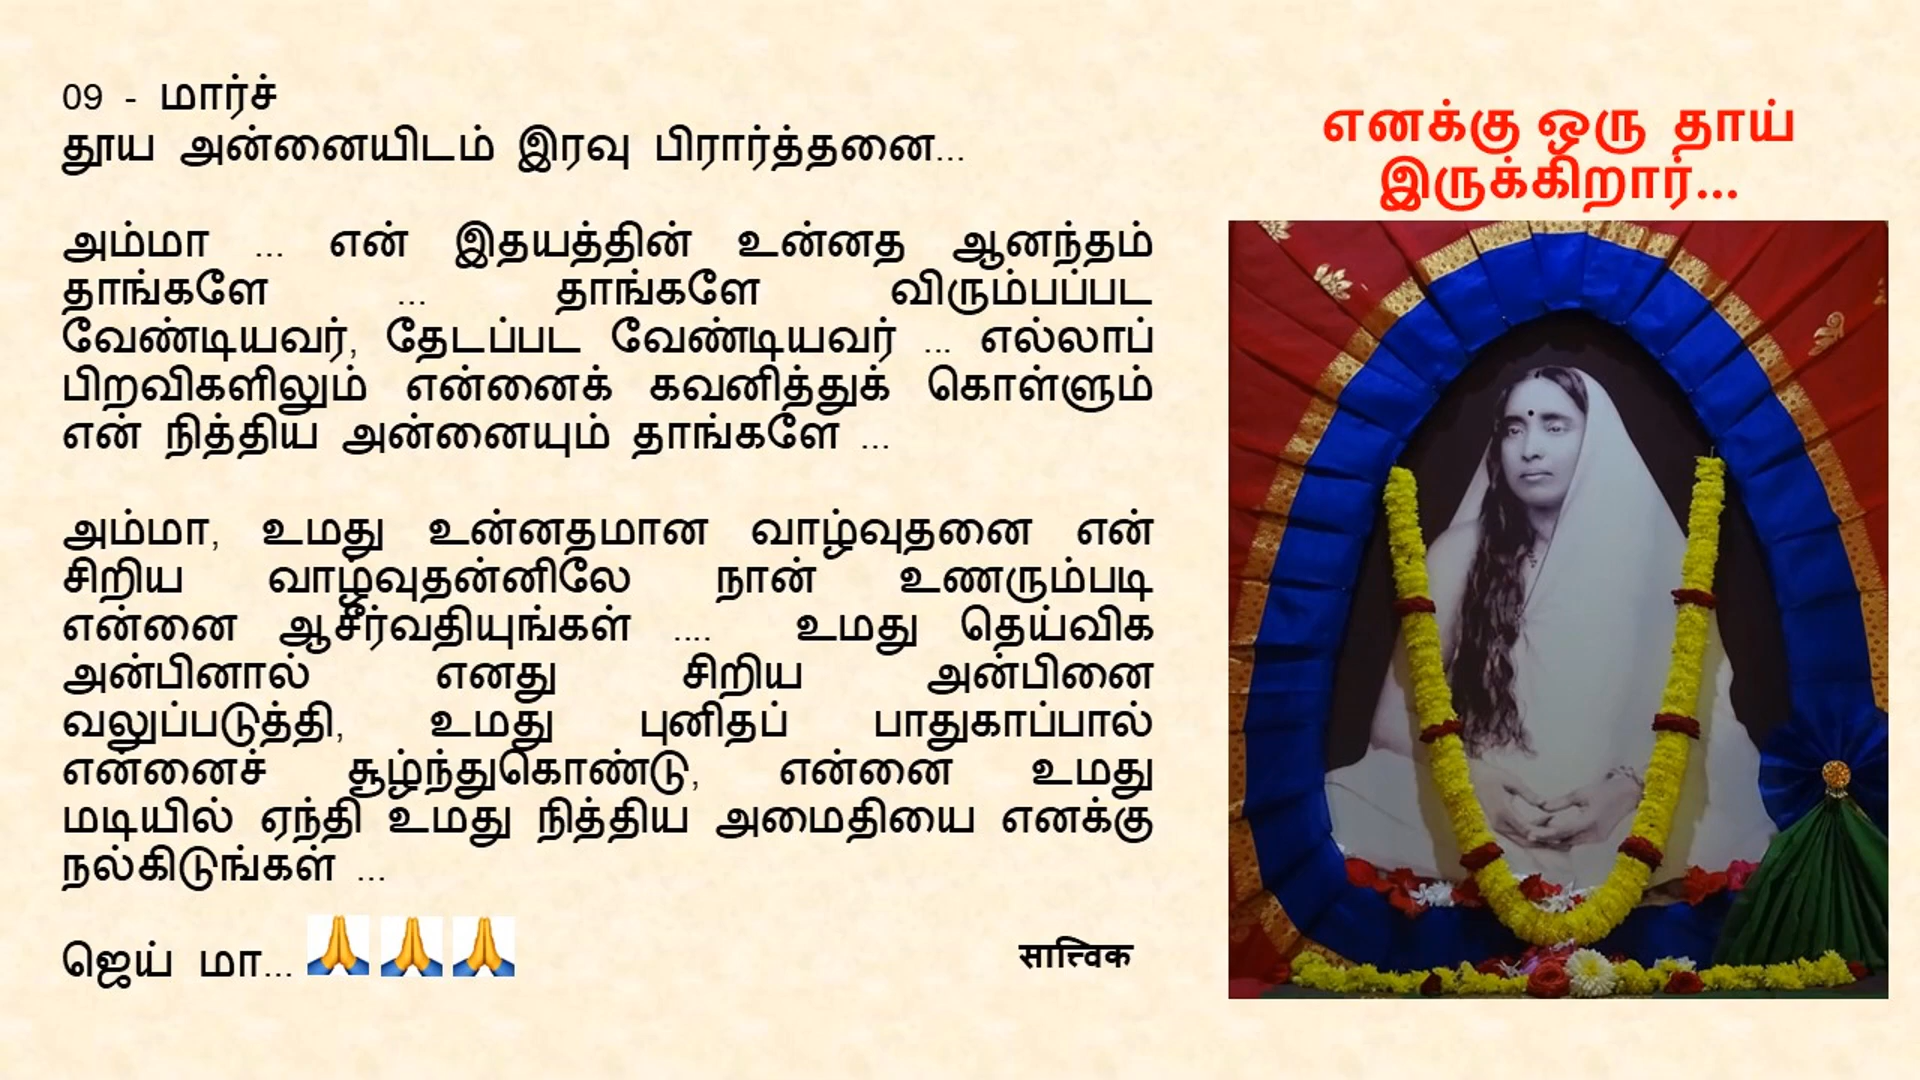 09 - மார்ச்
தூய அன்னையிடம் இரவு பிரார்த்தனை...
அம்மா ... என் இதயத்தின் உன்னத ஆனந்தம்
தாங்களே ... தாங்களே விரும்பப்பட
வேண்டியவர், தேடப்பட வேண்டியவர் ... எல்லாப்
பிறவிகளிலும் என்னைக் கவனித்துக் கொள்ளும்
என் நித்திய அன்னையும் தாங்களே ...
அம்மா, உமது உன்னதமான வாழ்வுதனை என்
சிறிய வாழ்வுதன்னிலே நான் உணரும்படி
என்னை ஆசீர்வதியுங்கள் .... உமது தெய்விக
அன்பினால் எனது சிறிய அன்பினை
வலுப்படுத்தி, உமது புனிதப் பாதுகாப்பால்
என்னைச் சூழ்ந்துகொண்டு, என்னை உமது
மடியில் ஏந்தி உமது நித்திய அமைதியை எனக்கு
நல்கிடுங்கள் ...
ஜெய் மா... 🙏🙏🙏
सात्त्विक
எனக்கு ஒரு தாய்
இருக்கிறார்...